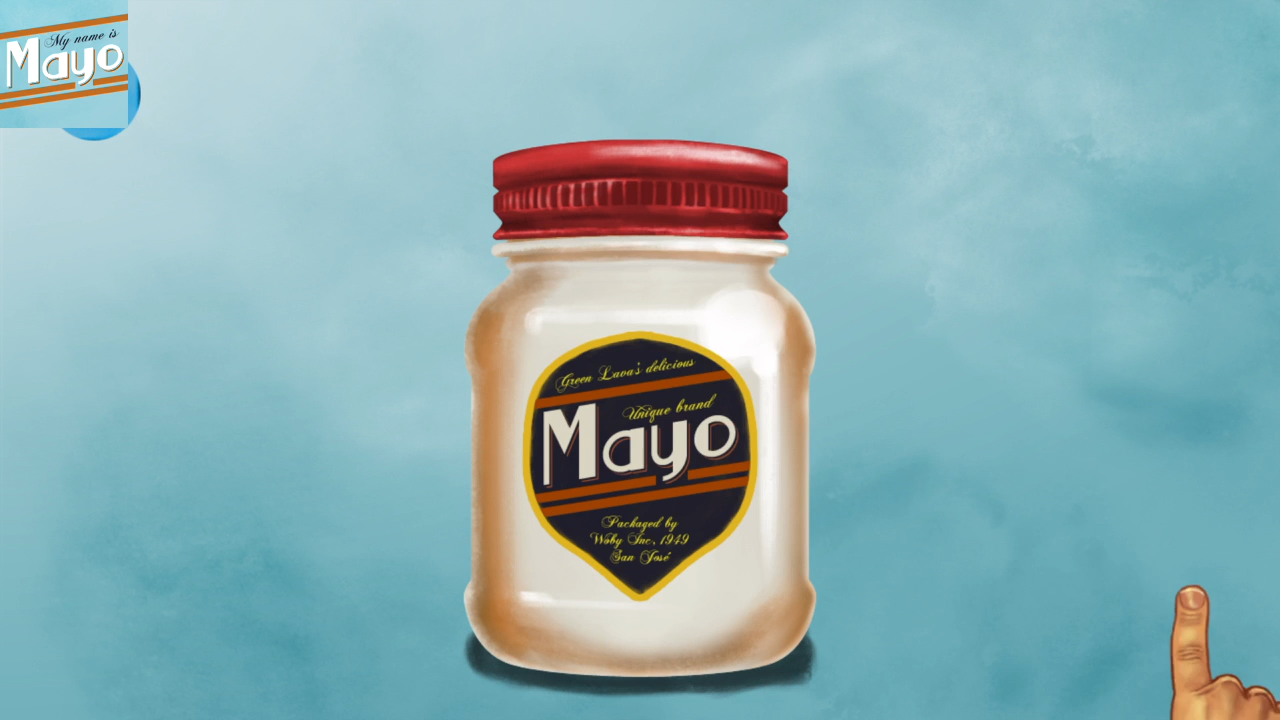 My name is
Mayo
Green Lava's delicious
Unique brand
Mayo
Packaged by
Woby Inc, 1949
San José